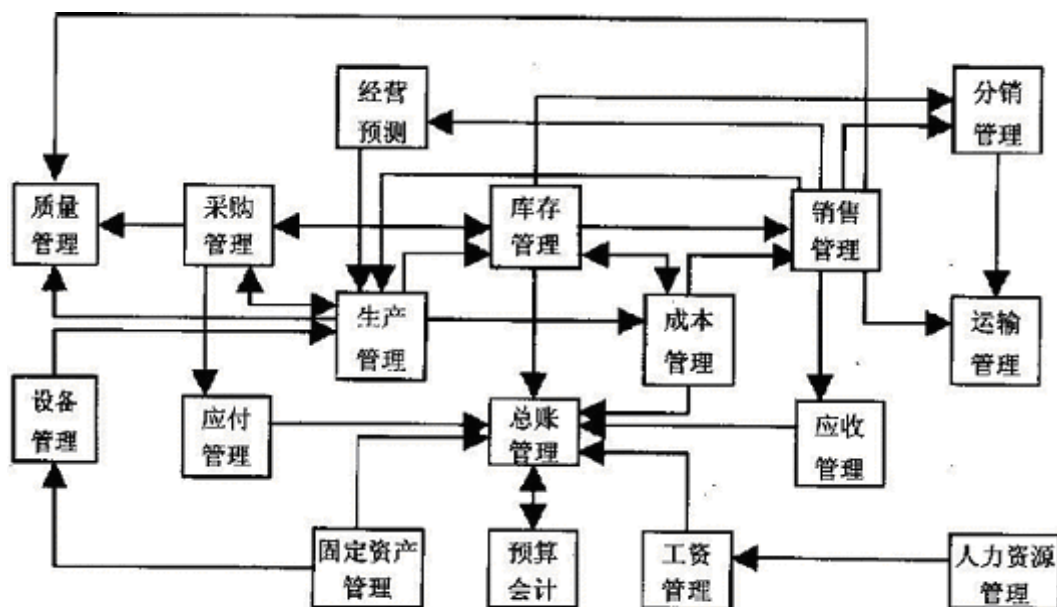 经营
预测
分销
管理
质量
管理
采购
管理
库存
管理
销售
管理
生产
管理
成本
管理
运输
管理
设备
管理
应付
管理
总账
管理
应收
管理
固定资产
管理
预算
会计
工资
管理
人力资源
管理